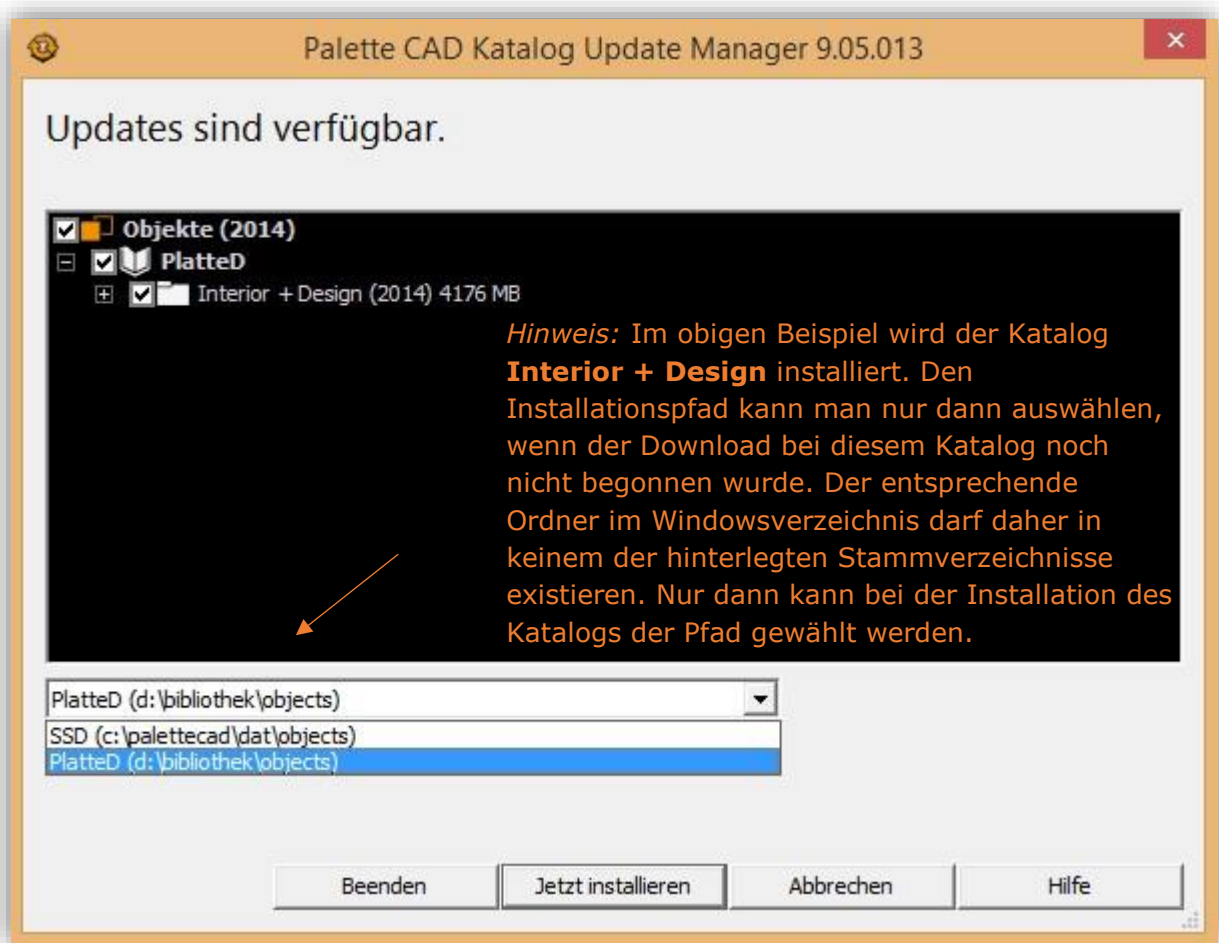 Palette CAD Katalog Update Manager 9.05.013
Updates sind verfügbar.
Objekte (2014)
PlatteD
Interior + Design (2014) 4176 MB
Hinweis: Im obigen Beispiel wird der Katalog
Interior + Design installiert. Den
Installationspfad kann man nur dann auswählen,
wenn der Download bei diesem Katalog noch
nicht begonnen wurde. Der entsprechende
Ordner im Windowsverzeichnis darf daher in
keinem der hinterlegten Stammverzeichnisse
existieren. Nur dann kann bei der Installation des
Katalogs der Pfad gewählt werden.
PlatteD (d:\bibliothek\objects)
SSD (c:\palettecad\dat\objects)
PlatteD (d:\bibliothek\objects)
Beenden Jetzt installieren Abbrechen Hilfe